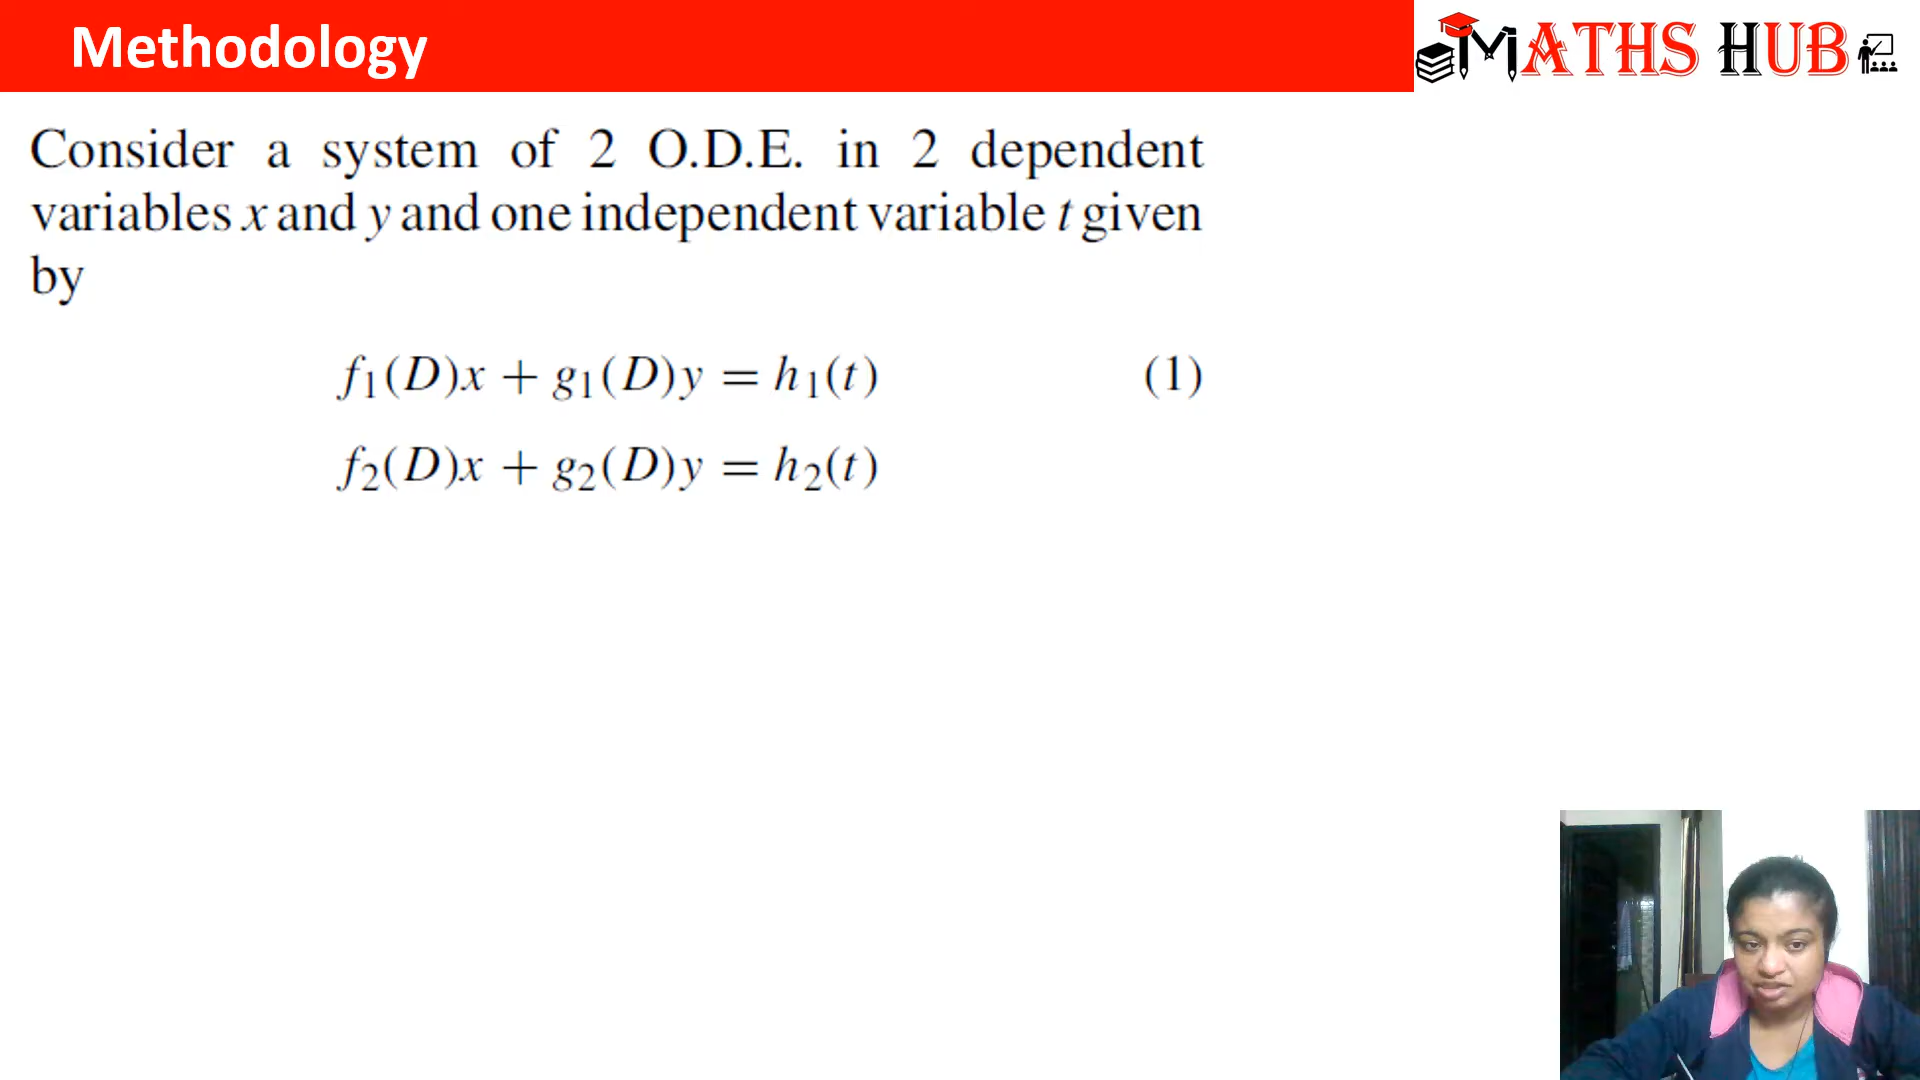 Methodology
MATHS HUB
Consider a system of 2 O.D.E. in 2 dependent
variables x and y and one independent variable t given
by
f₁(D)x + g₁(D)y = h₁(t) (1)
f₂(D)x + g₂(D)y = h₂(t)